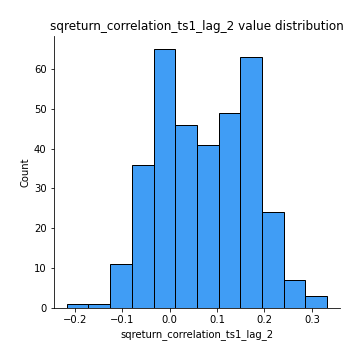 sqreturn_correlation_ts1_lag_2 value distribution
60
50
40
30
20
10
0
Count
−0.2 −0.1 0.0 0.1 0.2 0.3
sqreturn_correlation_ts1_lag_2